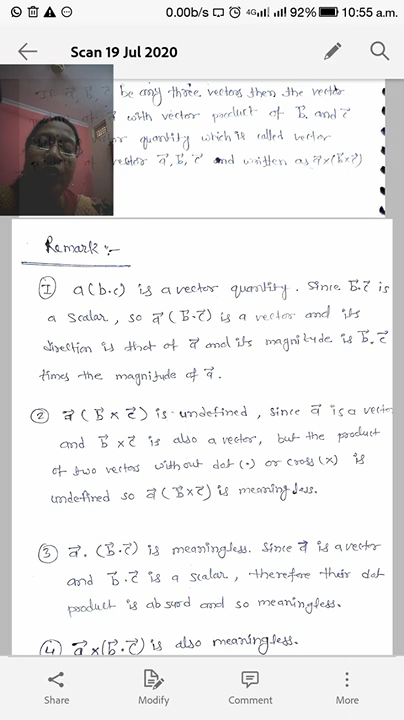 0.00b/s 4G 92% 10:55 a.m.
Scan 19 Jul 2020
be any three vectors then the vector
with vector product of b⃗, and c⃗
quantity which is called vector
a⃗, b⃗, c⃗ and written as a⃗×(b⃗×c⃗)
Remark :-
① a(b.c) is a vector quantity. Since b⃗.c⃗ is
a scalar, so a⃗ (b⃗.c⃗) is a vector and its
direction is that of a⃗ and its magnitude is b⃗.c⃗
times the magnitude of a⃗.
② a⃗ (b⃗ × c⃗) is undefined, since a⃗ is a vecto
and b⃗ × c⃗ is also a vector, but the product
of two vectos without dot (•) or cross (×) is
undefined so a⃗ (b⃗×c⃗) is meaningless.
③ a⃗. (b⃗.c⃗) is meaningless. Since a⃗ is a vector
and b⃗.c⃗ is a scalar, therefore their dot
product is absurd and so meaningless.
④ a⃗ ×(b⃗.c⃗) is also meaningless.
Share Modify Comment More